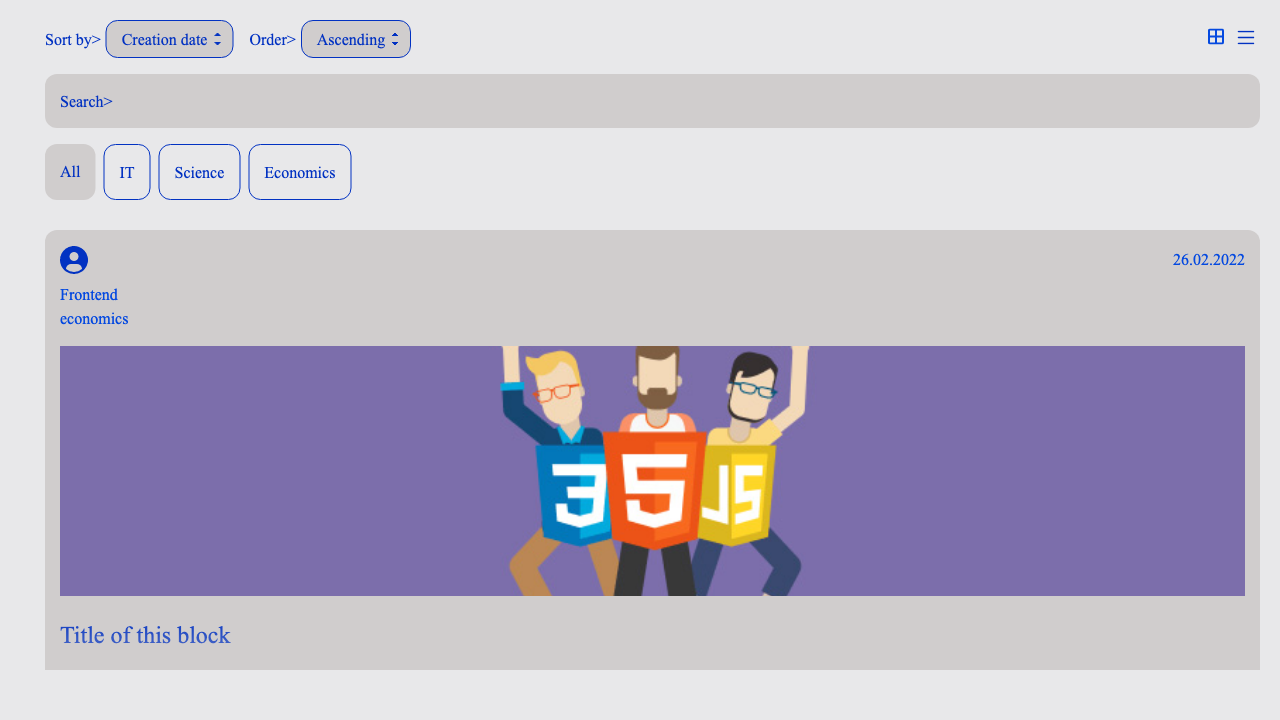 Sort by> Creation date Order> Ascending
Search>
All IT Science Economics
26.02.2022
Frontend
economics
3 5 JS
Title of this block